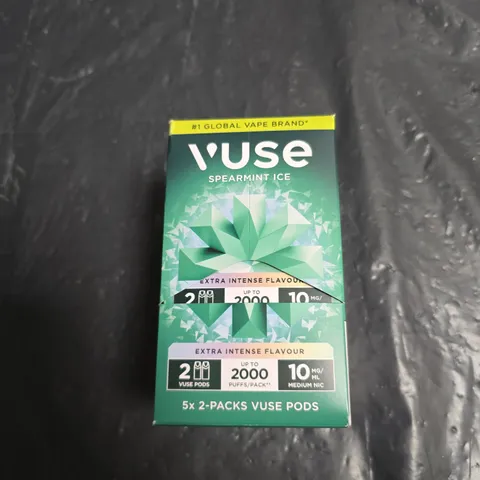 #1 GLOBAL VAPE BRAND*
VUSE
SPEARMINT ICE
EXTRA INTENSE FLAVOUR
2 UP TO 2000 10 MG/
EXTRA INTENSE FLAVOUR
2 UP TO 10 MG/ML
VUSE PODS 2000 MEDIUM NIC
PUFFS/PACK**
5x 2-PACKS VUSE PODS